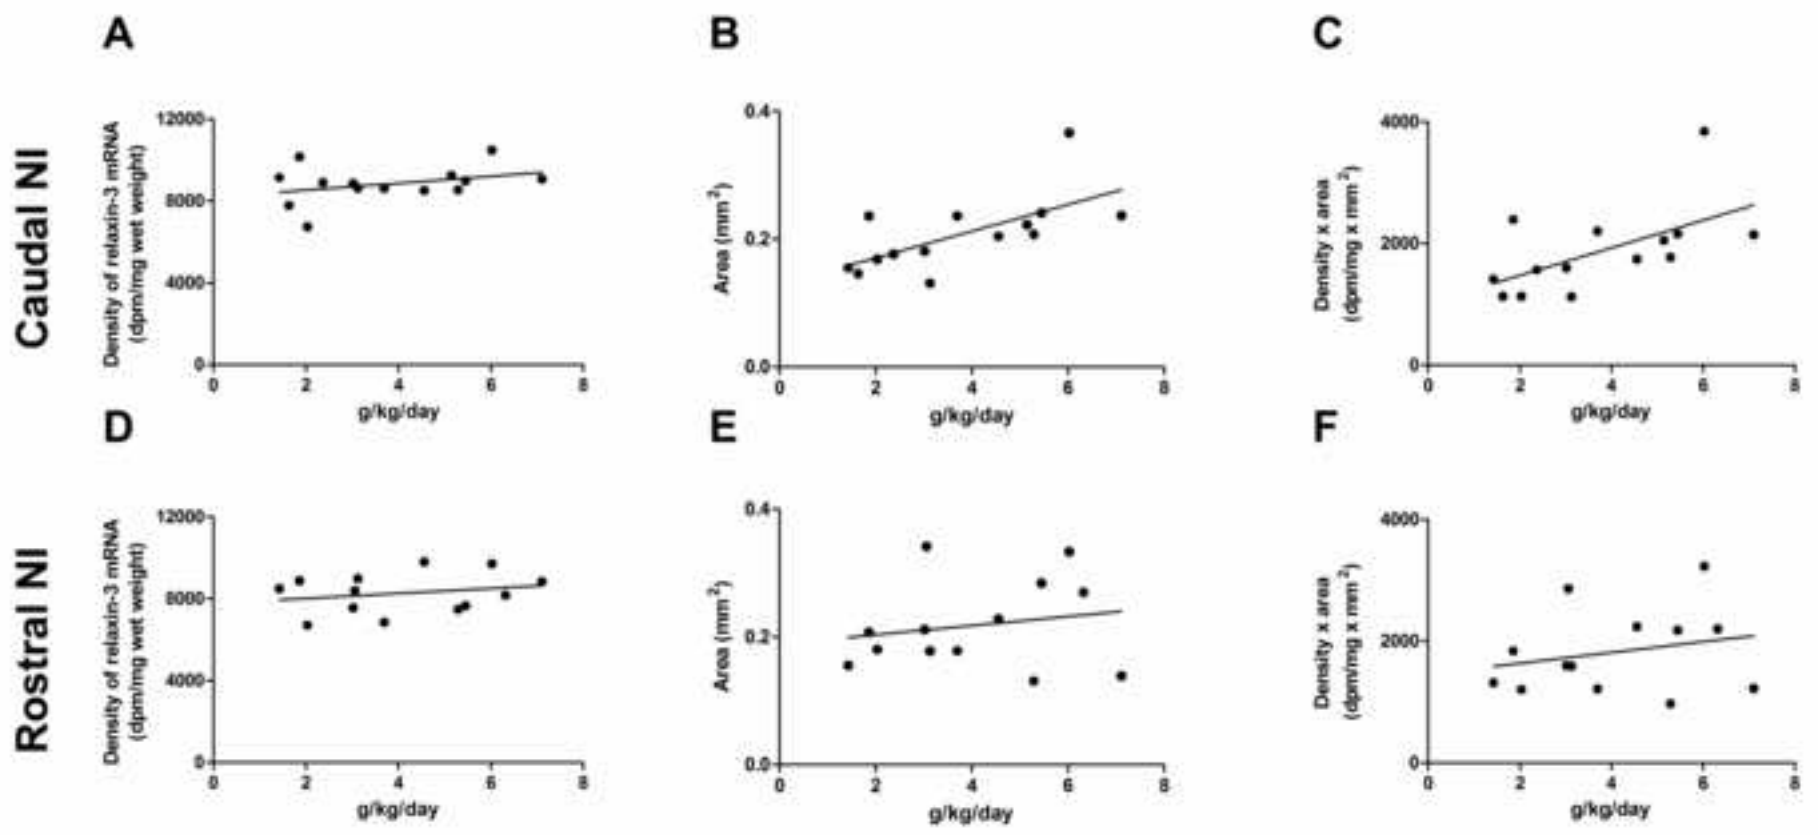 A
B
C
Caudal NI
Density of relaxin-3 mRNA
(dpm/mg wet weight)
12000
8000
4000
0
0 2 4 6 8
g/kg/day
Area (mm²)
0.4
0.2
0.0
0 2 4 6 8
g/kg/day
Density x area
(dpm/mg x mm²)
4000
2000
0
0 2 4 6 8
g/kg/day
D
E
F
Rostral NI
Density of relaxin-3 mRNA
(dpm/mg wet weight)
12000
8000
4000
0
0 2 4 6 8
g/kg/day
Area (mm²)
0.4
0.2
0.0
0 2 4 6 8
g/kg/day
Density x area
(dpm/mg x mm²)
4000
2000
0
0 2 4 6 8
g/kg/day